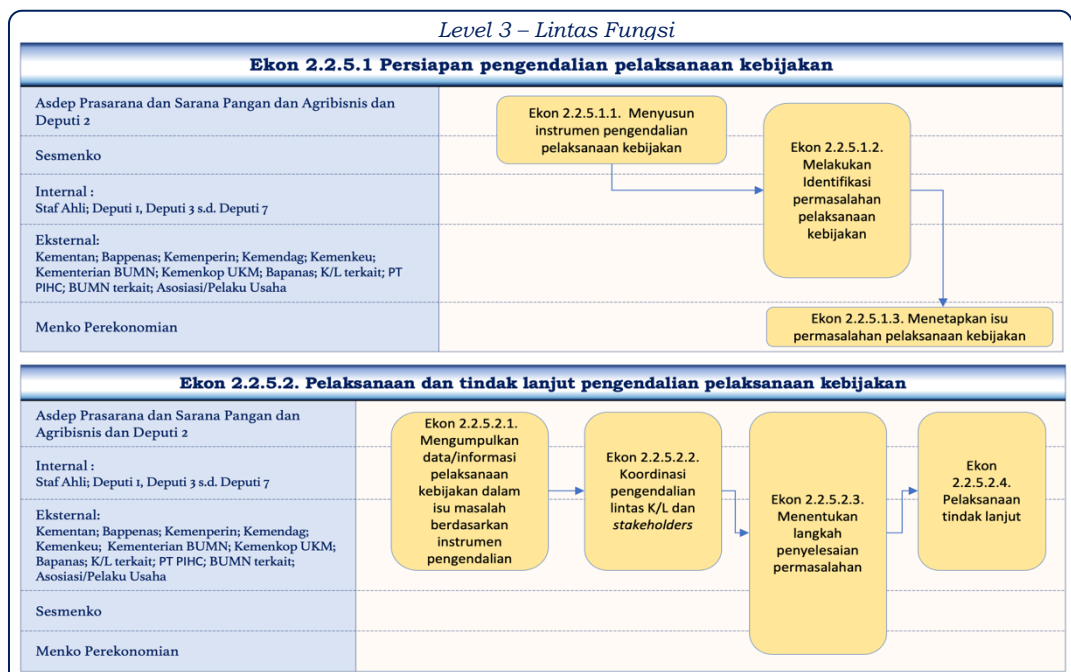 Level 3 – Lintas Fungsi
Ekon 2.2.5.1 Persiapan pengendalian pelaksanaan kebijakan
Asdep Prasarana dan Sarana Pangan dan Agribisnis dan
Deputi 2
Sesmenko
Internal :
Staf Ahli; Deputi 1, Deputi 3 s.d. Deputi 7
Eksternal:
Kementan; Bappenas; Kemenperin; Kemendag; Kemenkeu;
Kementerian BUMN; Kemenkop UKM; Bapanas; K/L terkait; PT
PIHC; BUMN terkait; Asosiasi/Pelaku Usaha
Menko Perekonomian
Ekon 2.2.5.1.1. Menyusun
instrumen pengendalian
pelaksanaan kebijakan
Ekon 2.2.5.1.2.
Melakukan
Identifikasi
permasalahan
pelaksanaan
kebijakan
Ekon 2.2.5.1.3. Menetapkan isu
permasalahan pelaksanaan kebijakan
Ekon 2.2.5.2. Pelaksanaan dan tindak lanjut pengendalian pelaksanaan kebijakan
Asdep Prasarana dan Sarana Pangan dan
Agribisnis dan Deputi 2
Internal :
Staf Ahli; Deputi 1, Deputi 3 s.d. Deputi 7
Eksternal:
Kementan; Bappenas; Kemenperin; Kemendag;
Kemenkeu; Kementerian BUMN; Kemenkop UKM;
Bapanas; K/L terkait; PT PIHC; BUMN terkait;
Asosiasi/Pelaku Usaha
Sesmenko
Menko Perekonomian
Ekon 2.2.5.2.1.
Mengumpulkan
data/informasi
pelaksanaan
kebijakan dalam
isu masalah
berdasarkan
instrumen
pengendalian
Ekon 2.2.5.2.2.
Koordinasi
pengendalian
lintas K/L dan
stakeholders
Ekon 2.2.5.2.3.
Menentukan
langkah
penyelesaian
permasalahan
Ekon
2.2.5.2.4.
Pelaksanaan
tindak lanjut